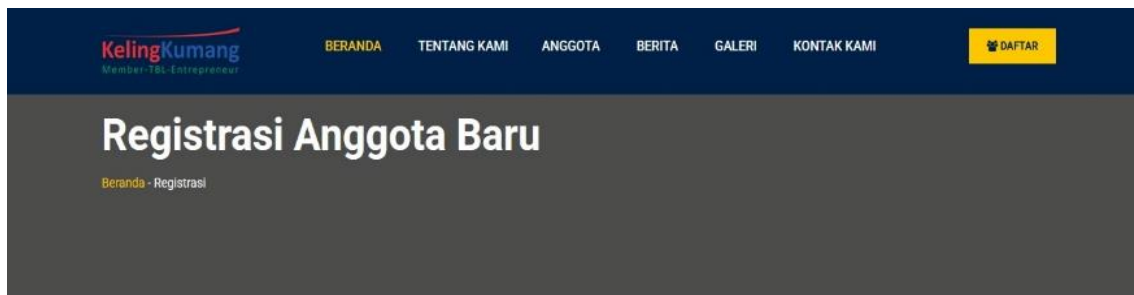 KelingKumang
Member-TBL-Entrepreneur
BERANDA TENTANG KAMI ANGGOTA BERITA GALERI KONTAK KAMI DAFTAR
Registrasi Anggota Baru
Beranda - Registrasi